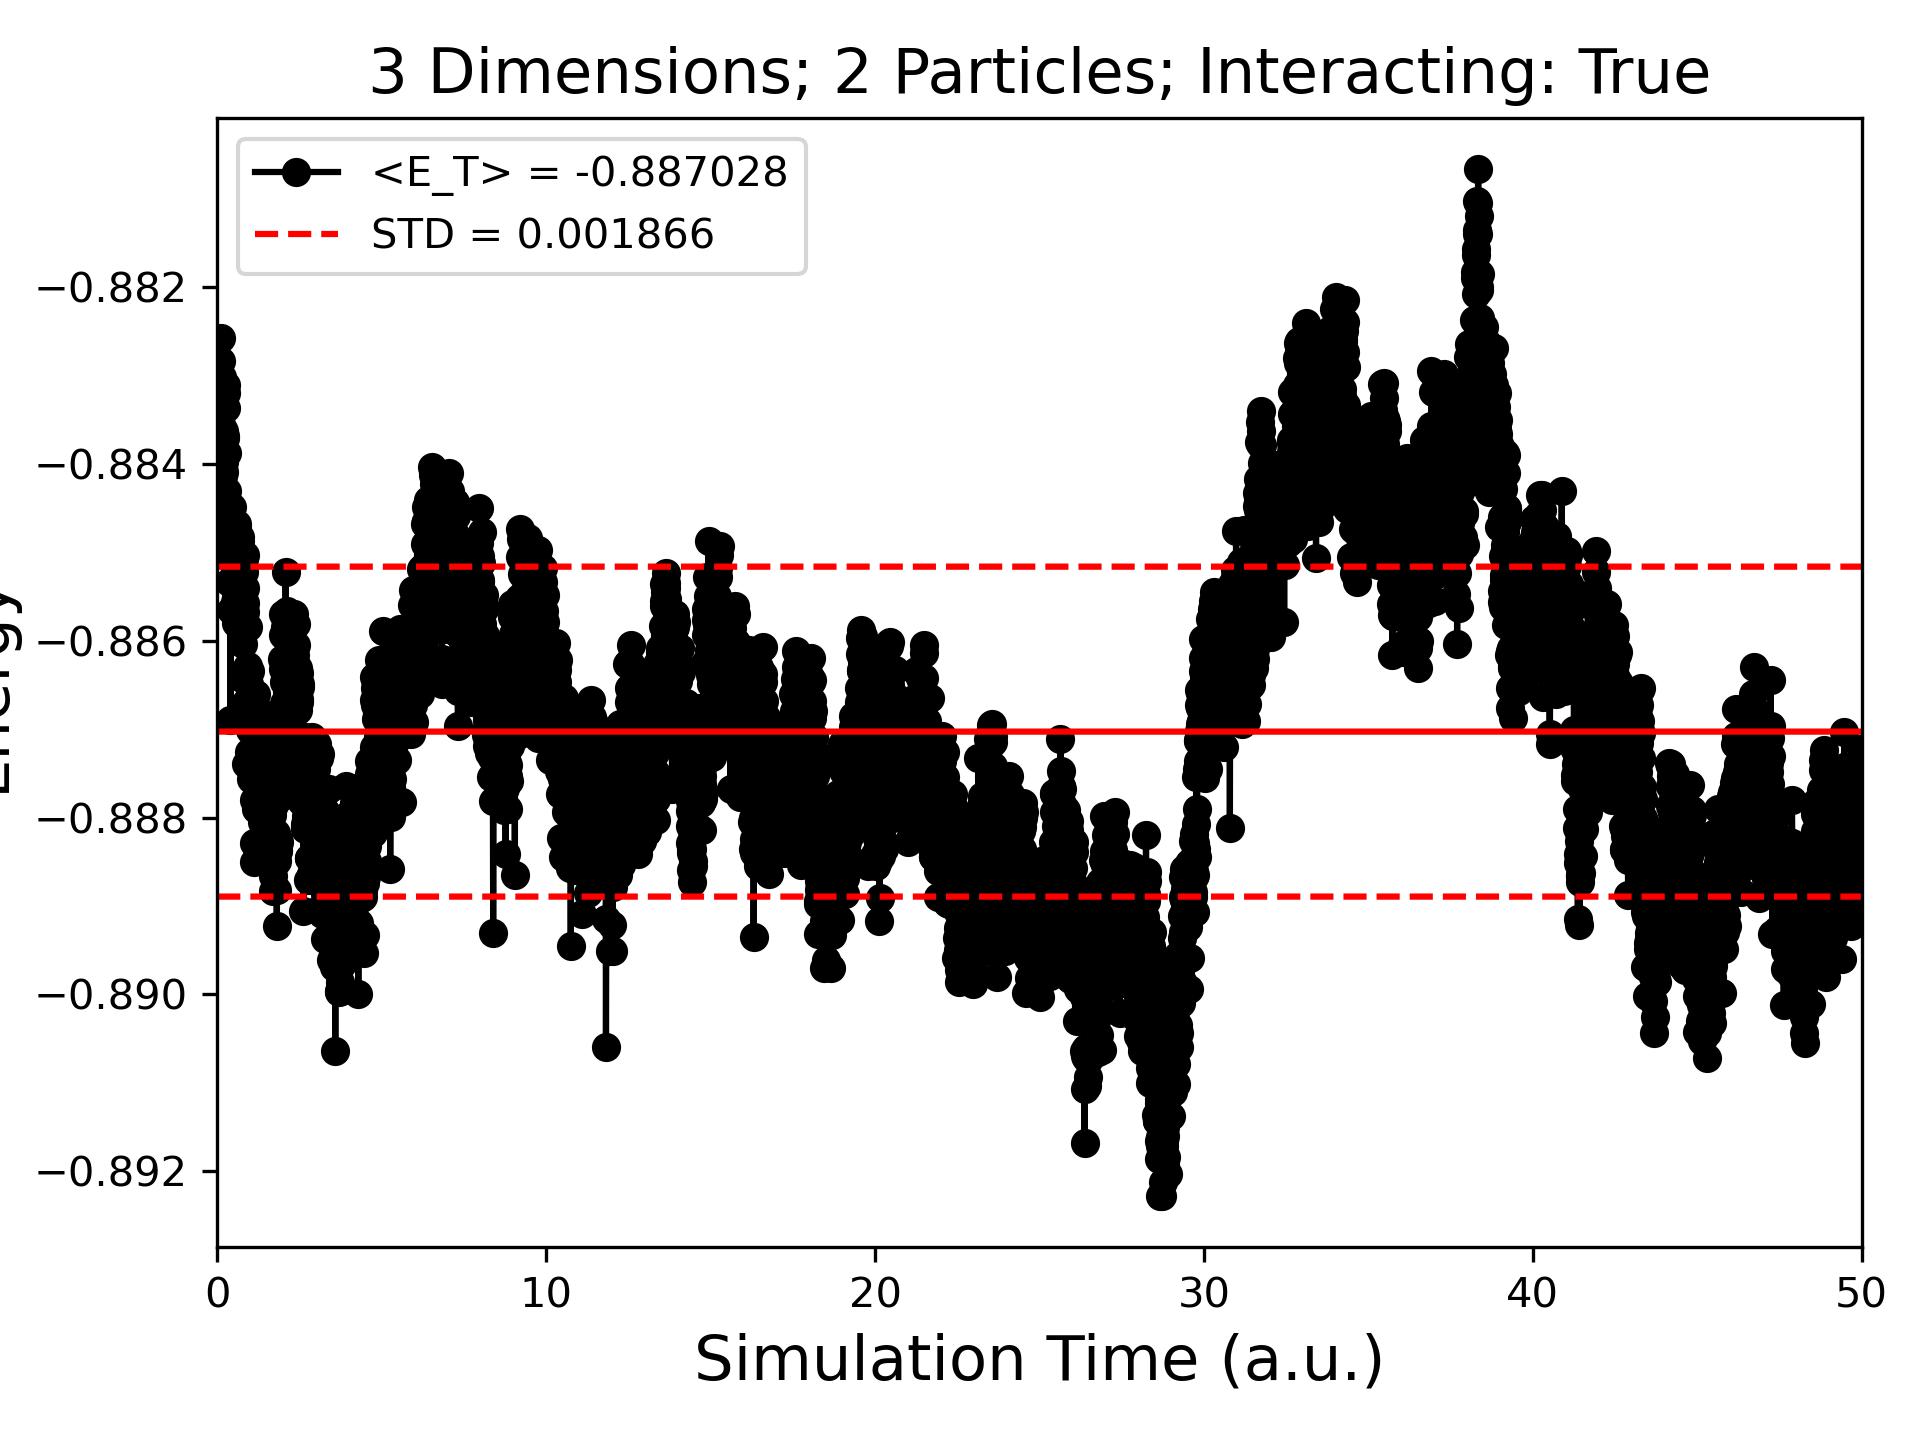 3 Dimensions; 2 Particles; Interacting: True
<E_T> = -0.887028
STD = 0.001866
−0.882
−0.884
−0.886
−0.888
−0.890
−0.892
Energy
0 10 20 30 40 50
Simulation Time (a.u.)